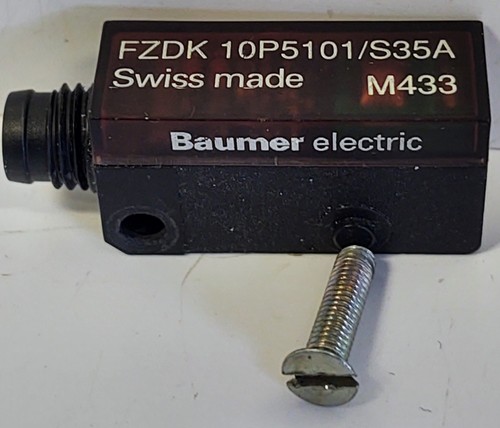 FZDK 10P5101/S35A
Swiss made M433
Baumer electric